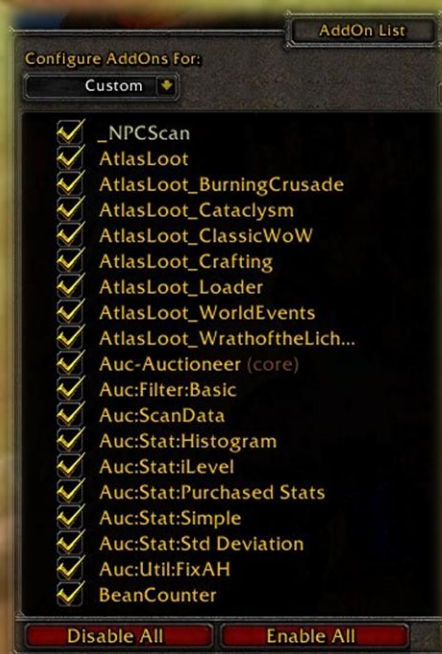 AddOn List
Configure AddOns For:
Custom
_NPCScan
AtlasLoot
AtlasLoot_BurningCrusade
AtlasLoot_Cataclysm
AtlasLoot_ClassicWoW
AtlasLoot_Crafting
AtlasLoot_Loader
AtlasLoot_WorldEvents
AtlasLoot_WrathoftheLich...
Auc-Auctioneer (core)
Auc:Filter:Basic
Auc:ScanData
Auc:Stat:Histogram
Auc:Stat:iLevel
Auc:Stat:Purchased Stats
Auc:Stat:Simple
Auc:Stat:Std Deviation
Auc:Util:FixAH
BeanCounter
Disable All Enable All